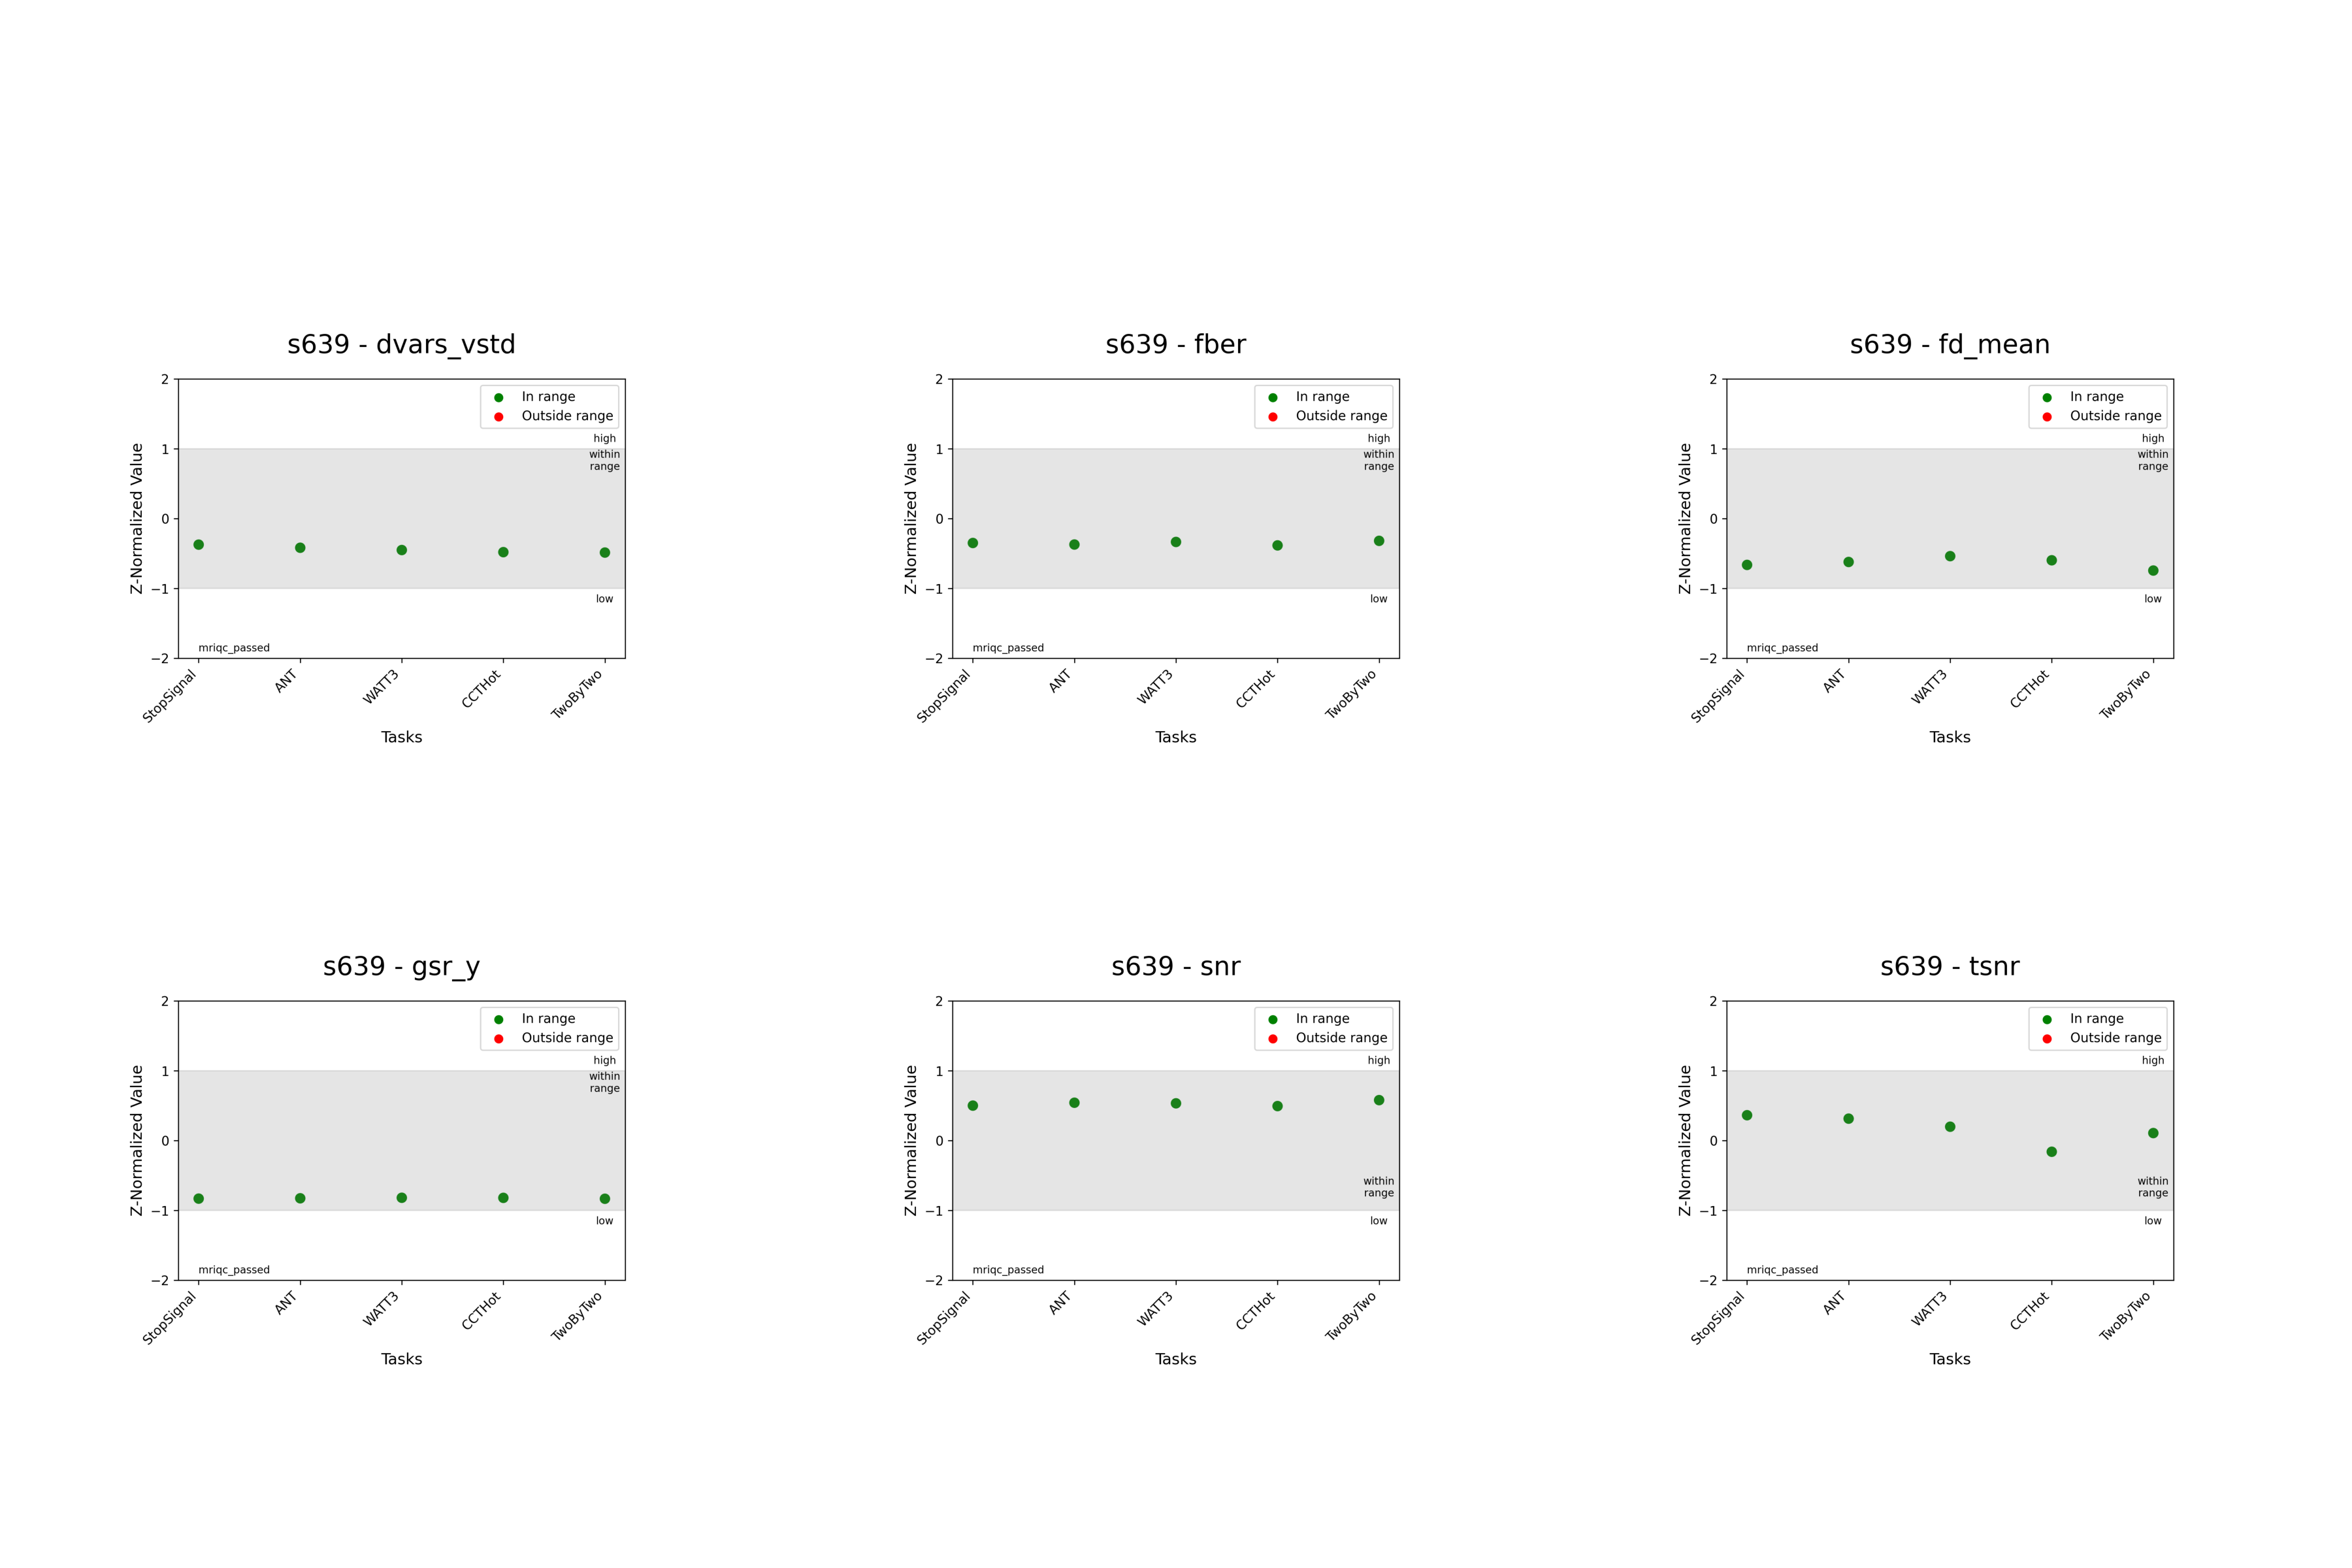 s639 - dvars_vstd
2
In range
Outside range
high
1
within
range
Z-Normalized Value
0
−1
low
mriqc_passed
−2
StopSignal
ANT
WATT3
CCTHot
TwoByTwo
Tasks
s639 - fber
2
In range
Outside range
high
1
within
range
Z-Normalized Value
0
−1
low
mriqc_passed
−2
StopSignal
ANT
WATT3
CCTHot
TwoByTwo
Tasks
s639 - fd_mean
2
In range
Outside range
high
1
within
range
Z-Normalized Value
0
−1
low
mriqc_passed
−2
StopSignal
ANT
WATT3
CCTHot
TwoByTwo
Tasks
s639 - gsr_y
2
In range
Outside range
high
1
within
range
Z-Normalized Value
0
−1
low
mriqc_passed
−2
StopSignal
ANT
WATT3
CCTHot
TwoByTwo
Tasks
s639 - snr
2
In range
Outside range
high
1
Z-Normalized Value
0
within
range
−1
low
mriqc_passed
−2
StopSignal
ANT
WATT3
CCTHot
TwoByTwo
Tasks
s639 - tsnr
2
In range
Outside range
high
1
Z-Normalized Value
0
within
range
−1
low
mriqc_passed
−2
StopSignal
ANT
WATT3
CCTHot
TwoByTwo
Tasks